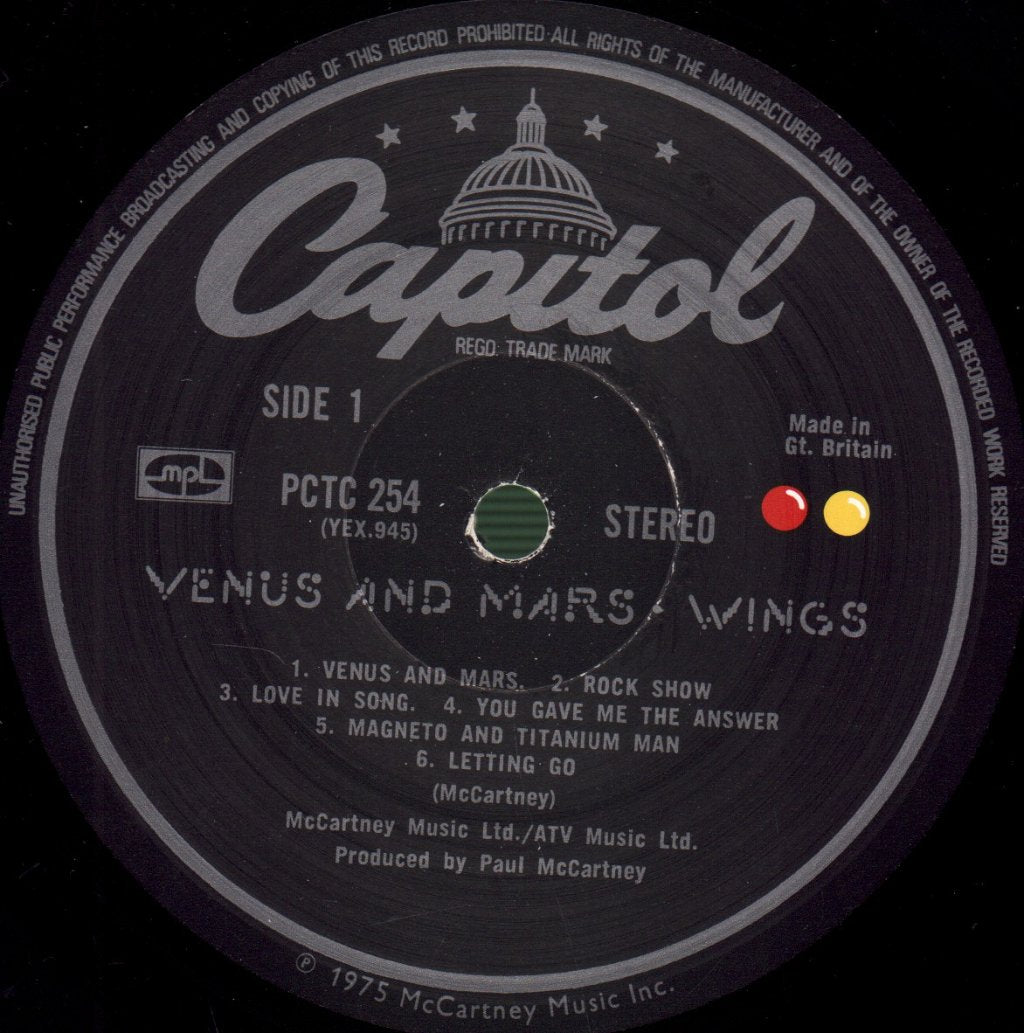 UNAUTHORISED PUBLIC PERFORMANCE BROADCASTING AND COPYING OF THIS RECORD PROHIBITED·ALL RIGHTS OF THE MANUFACTURER AND OF THE OWNER OF THE RECORDED WORK RESERVED
Capitol
REGD. TRADE MARK
SIDE 1
Made in
Gt. Britain
mpl
PCTC 254
(YEX.945)
STEREO
VENUS AND MARS · WINGS
1. VENUS AND MARS. 2. ROCK SHOW
3. LOVE IN SONG. 4. YOU GAVE ME THE ANSWER
5. MAGNETO AND TITANIUM MAN
6. LETTING GO
(McCartney)
McCartney Music Ltd./ATV Music Ltd.
Produced by Paul McCartney
℗ 1975 McCartney Music Inc.